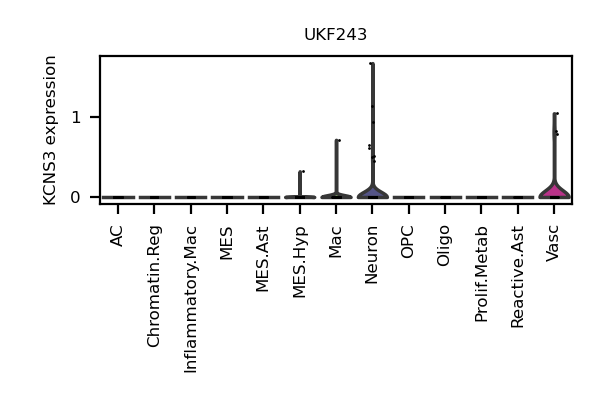 UKF243
KCNS3 expression
1
0
AC
Chromatin.Reg
Inflammatory.Mac
MES
MES.Ast
MES.Hyp
Mac
Neuron
OPC
Oligo
Prolif.Metab
Reactive.Ast
Vasc